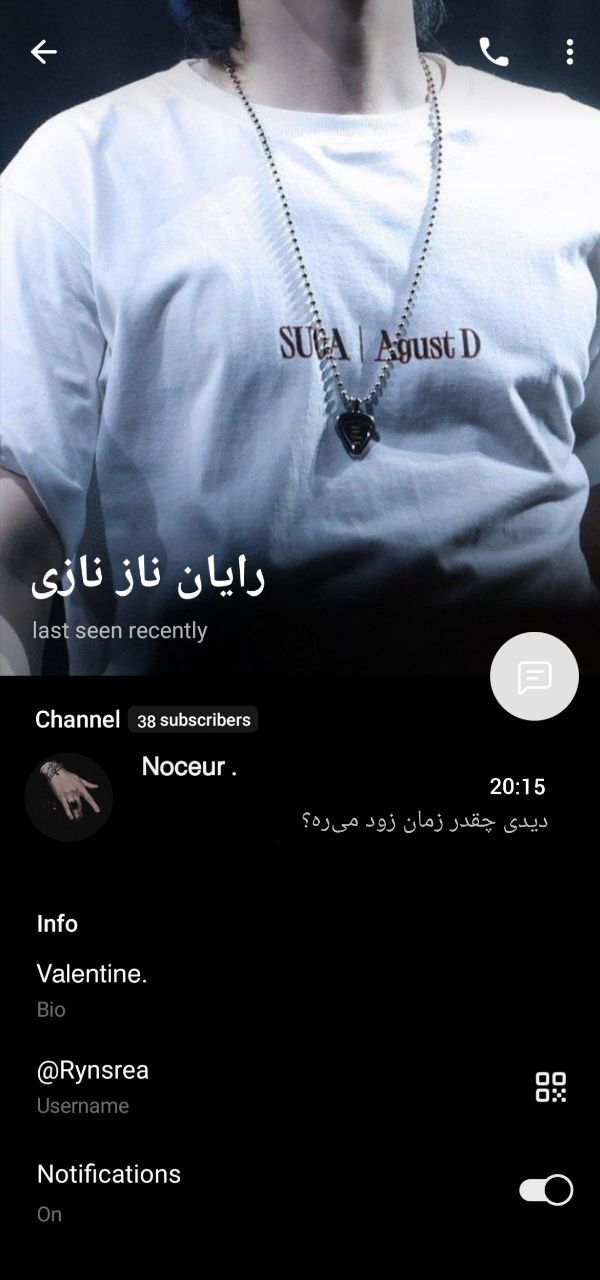 SUGA | Agust D
رایان ناز نازی
last seen recently
Channel 38 subscribers
Noceur .
20:15
دیدی چقدر زمان زود می‌ره؟
Info
Valentine.
Bio
@Rynsrea
Username
Notifications
On